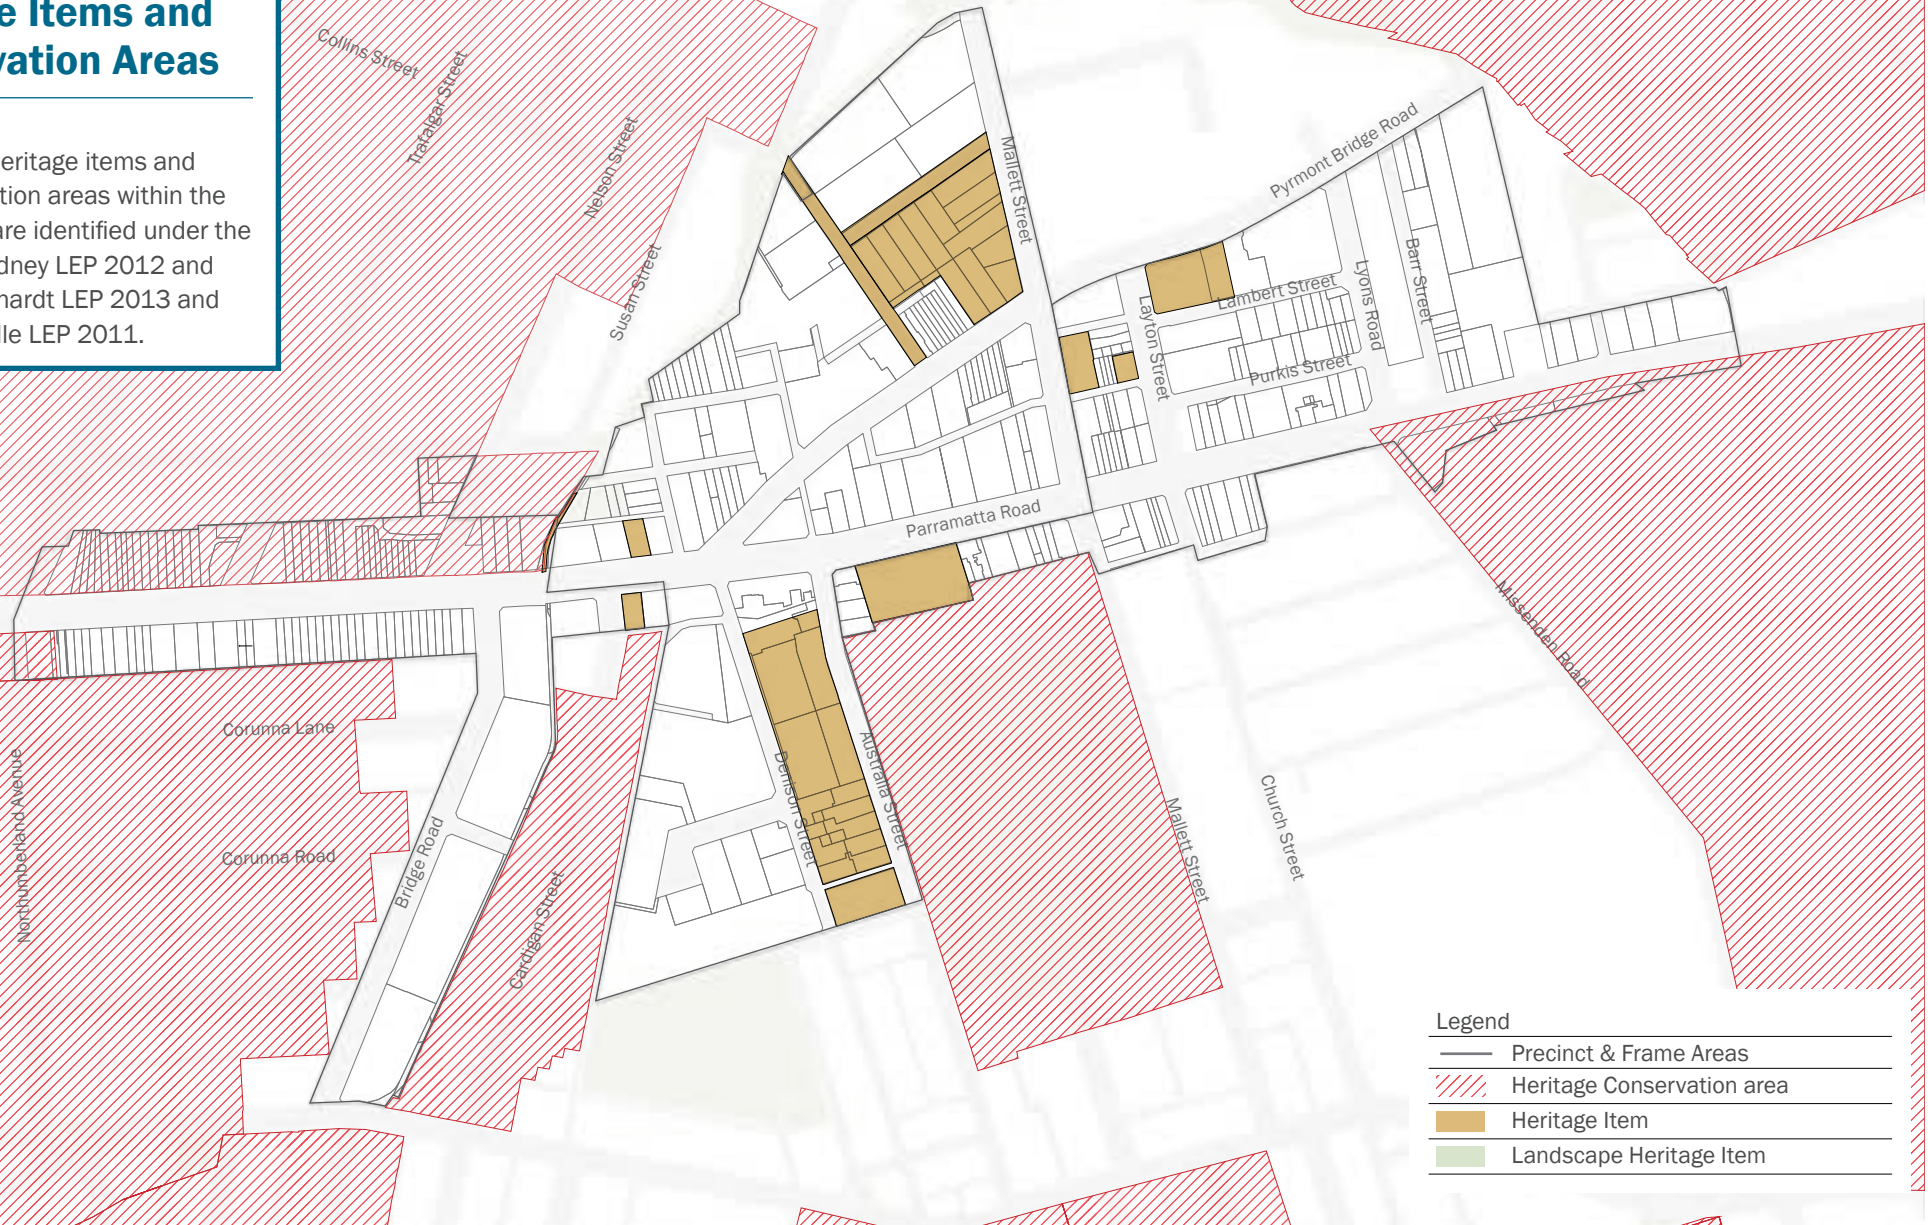 e Items and
vation Areas
eritage items and
tion areas within the
are identified under the
dney LEP 2012 and
hardt LEP 2013 and
lle LEP 2011.
Collins Street
Trafalgar Street
Nelson Street
Susan Street
Mallett Street
Pyrmont Bridge Road
Barr Street
Lyons Road
Lambert Street
Layton Street
Purkis Street
Parramatta Road
Missenden Road
Corunna Lane
Northumberland Avenue
Corunna Road
Bridge Road
Cardigan Street
Denison Street
Australia Street
Mallett Street
Church Street
Legend
Precinct & Frame Areas
Heritage Conservation area
Heritage Item
Landscape Heritage Item